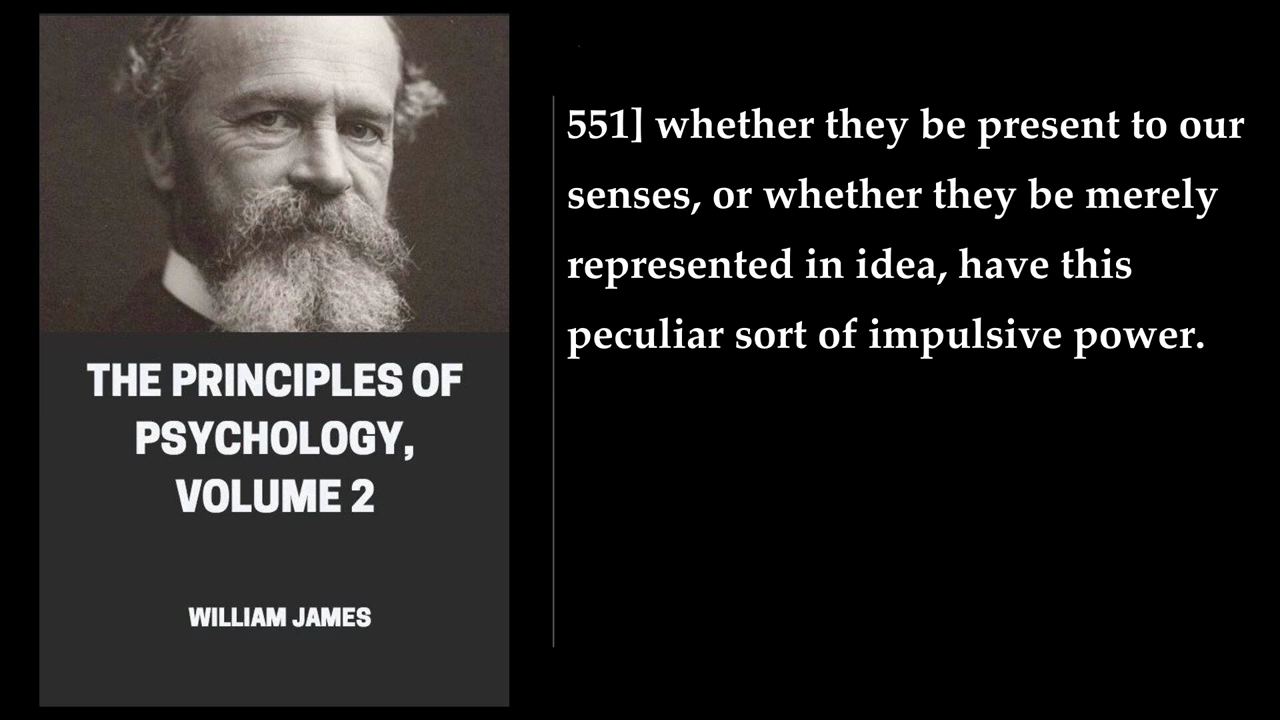 THE PRINCIPLES OF
PSYCHOLOGY,
VOLUME 2
WILLIAM JAMES
551] whether they be present to our
senses, or whether they be merely
represented in idea, have this
peculiar sort of impulsive power.